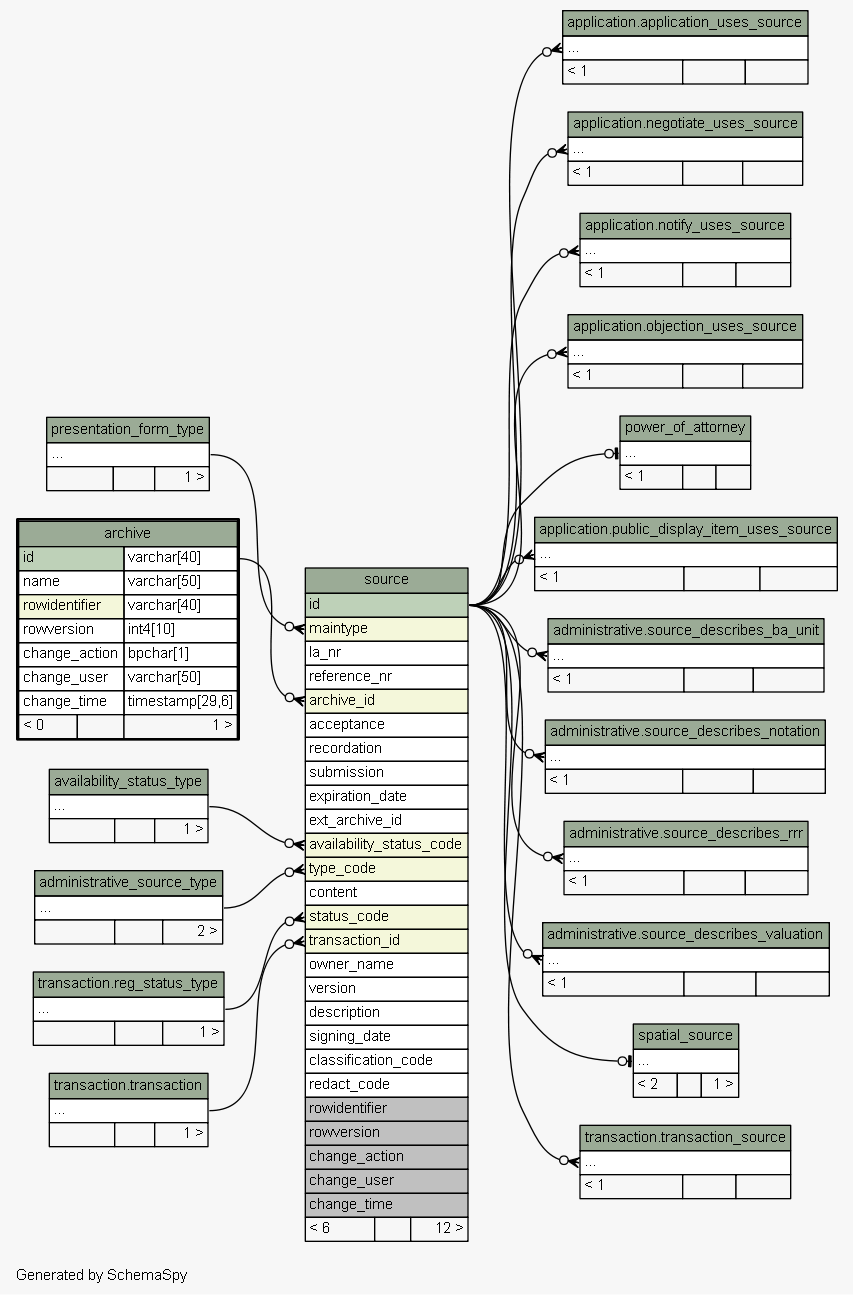 application.application_uses_source
...
< 1
application.negotiate_uses_source
...
< 1
application.notify_uses_source
...
< 1
application.objection_uses_source
...
< 1
power_of_attorney
...
< 1
application.public_display_item_uses_source
...
< 1
administrative.source_describes_ba_unit
...
< 1
administrative.source_describes_notation
...
< 1
administrative.source_describes_rrr
...
< 1
administrative.source_describes_valuation
...
< 1
spatial_source
...
< 2 1 >
transaction.transaction_source
...
< 1
presentation_form_type
...
1 >
archive
id varchar[40]
name varchar[50]
rowidentifier varchar[40]
rowversion int4[10]
change_action bpchar[1]
change_user varchar[50]
change_time timestamp[29,6]
< 0 1 >
availability_status_type
...
1 >
administrative_source_type
...
2 >
transaction.reg_status_type
...
1 >
transaction.transaction
...
1 >
source
id
maintype
la_nr
reference_nr
archive_id
acceptance
recordation
submission
expiration_date
ext_archive_id
availability_status_code
type_code
content
status_code
transaction_id
owner_name
version
description
signing_date
classification_code
redact_code
rowidentifier
rowversion
change_action
change_user
change_time
< 6 12 >
Generated by SchemaSpy